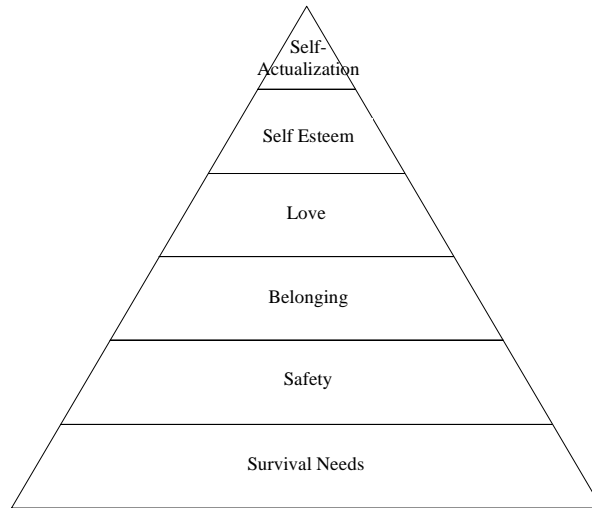 Self-
Actualization
Self Esteem
Love
Belonging
Safety
Survival Needs